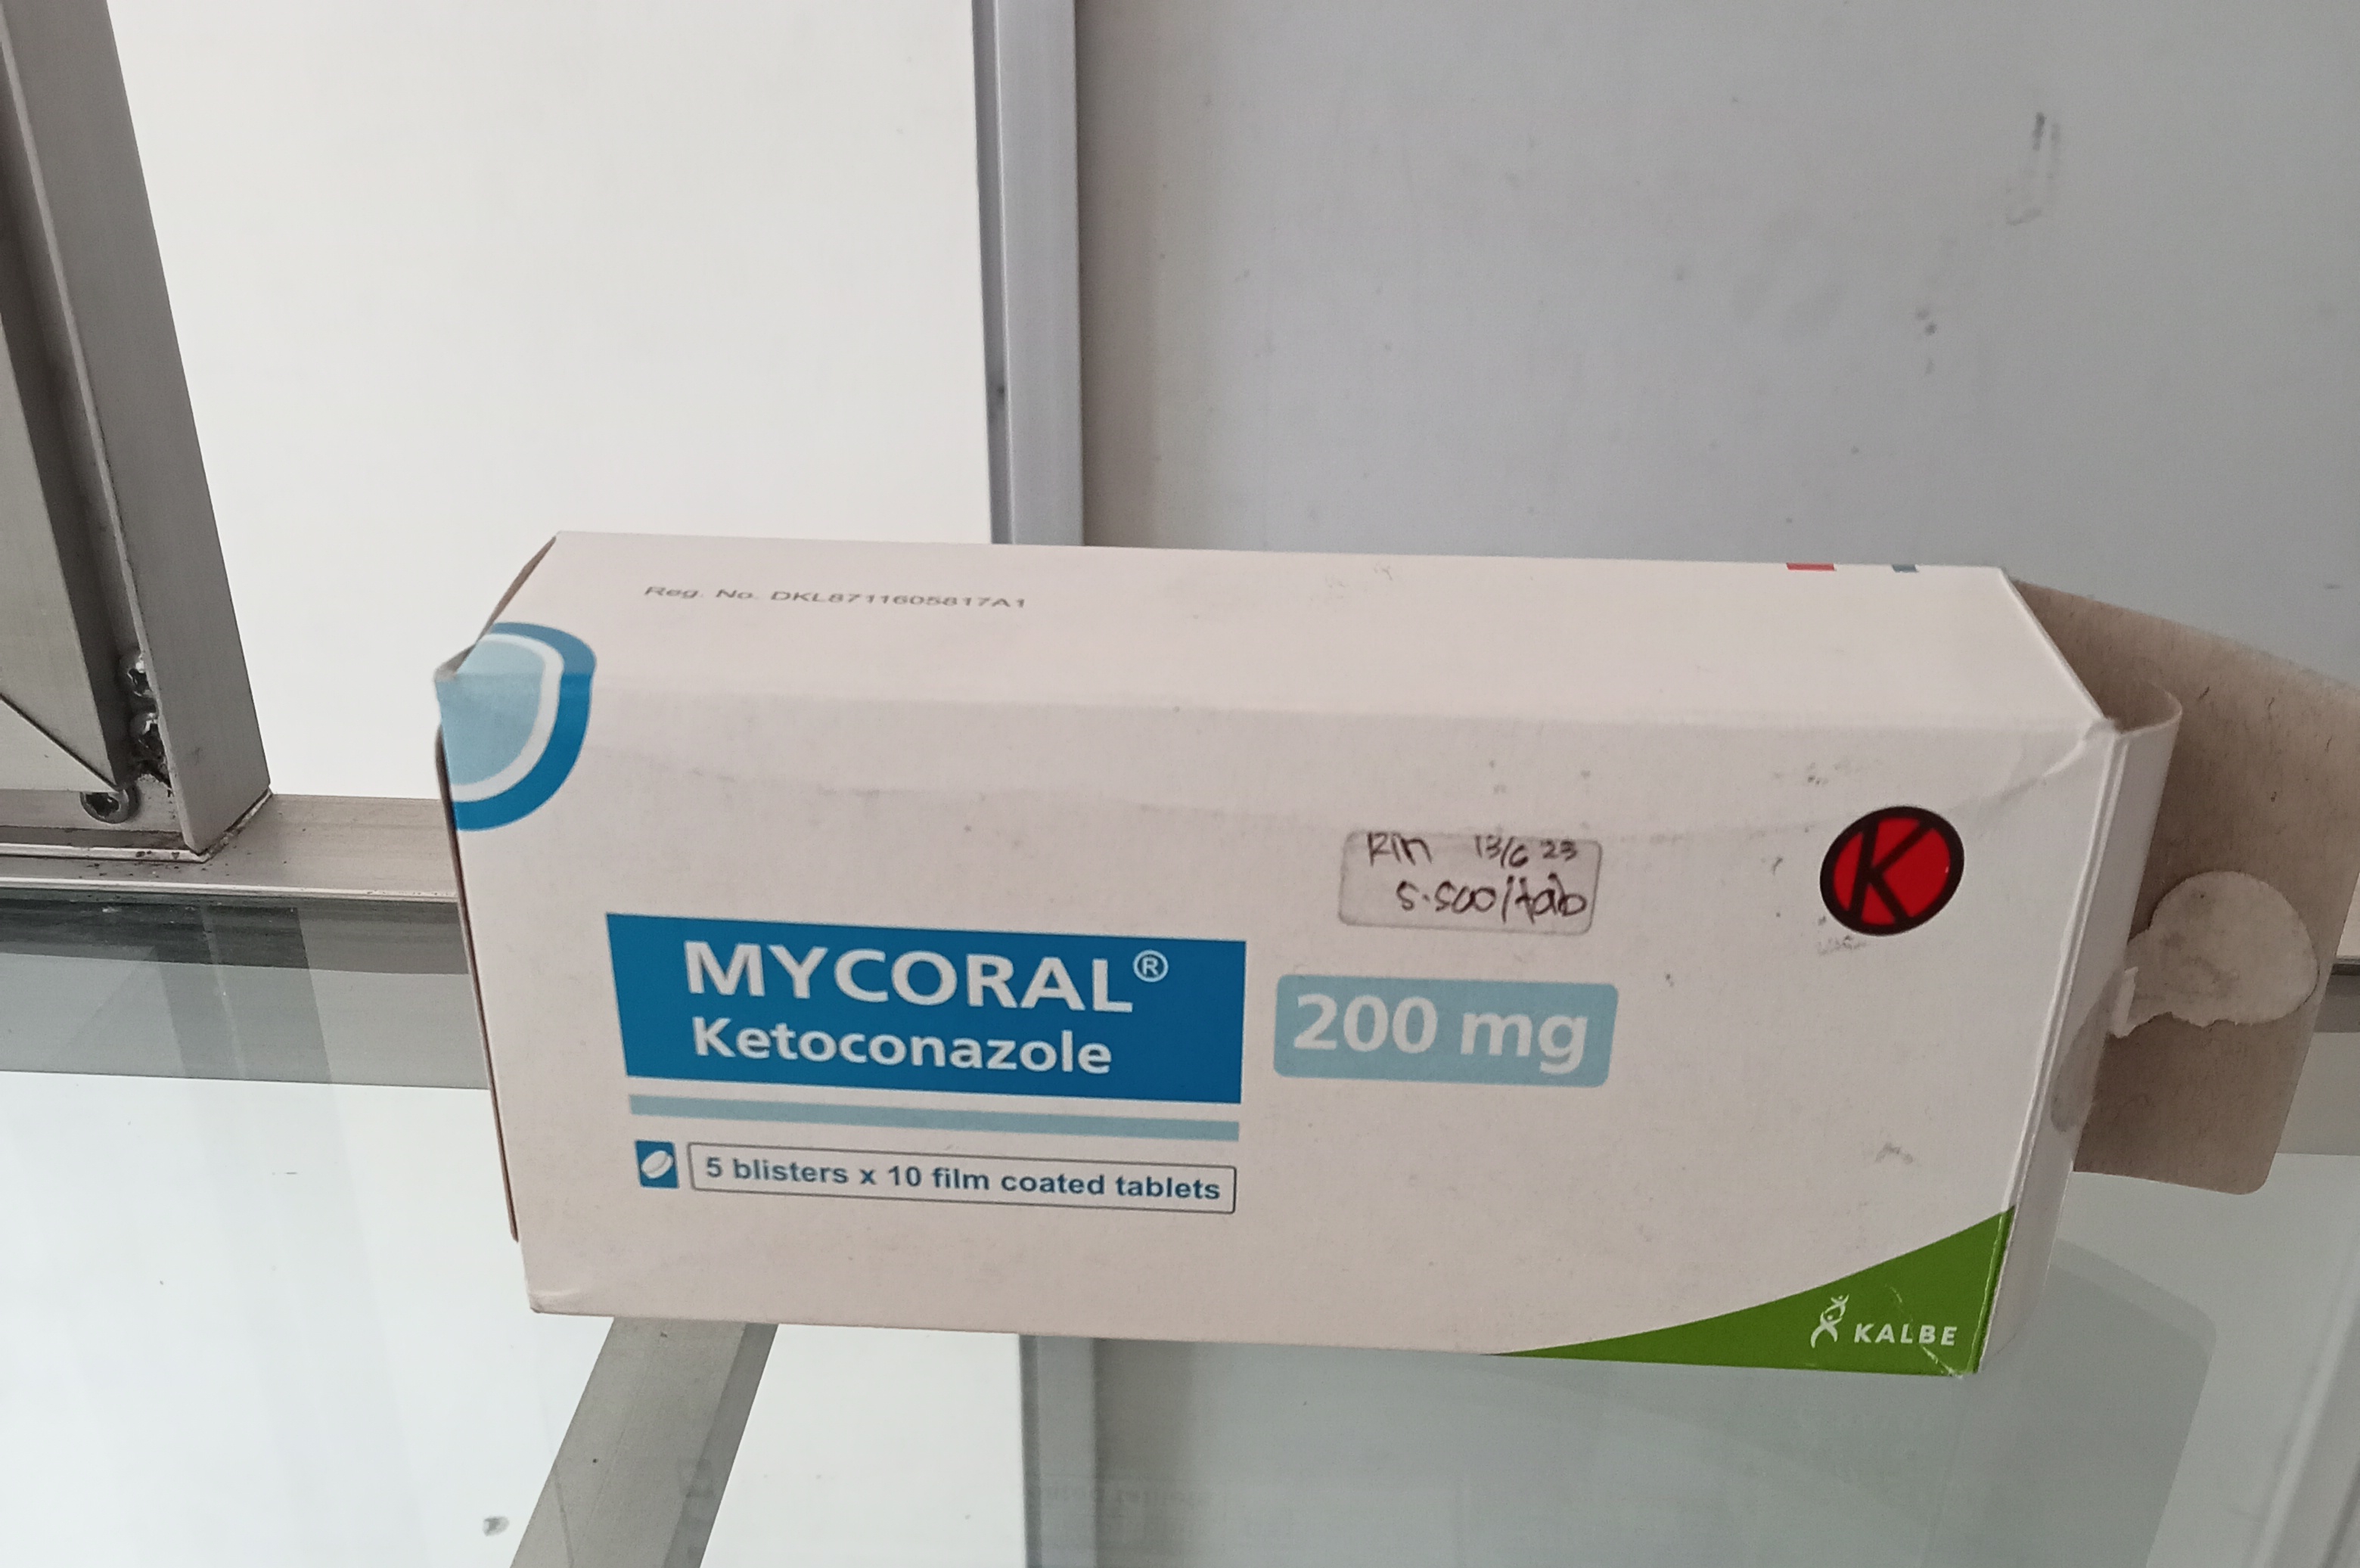 Reg. No. DKL8711605817A1
Rin 13/6 23
5.500/tab
K
MYCORAL®
Ketoconazole
200 mg
5 blisters x 10 film coated tablets
KALBE